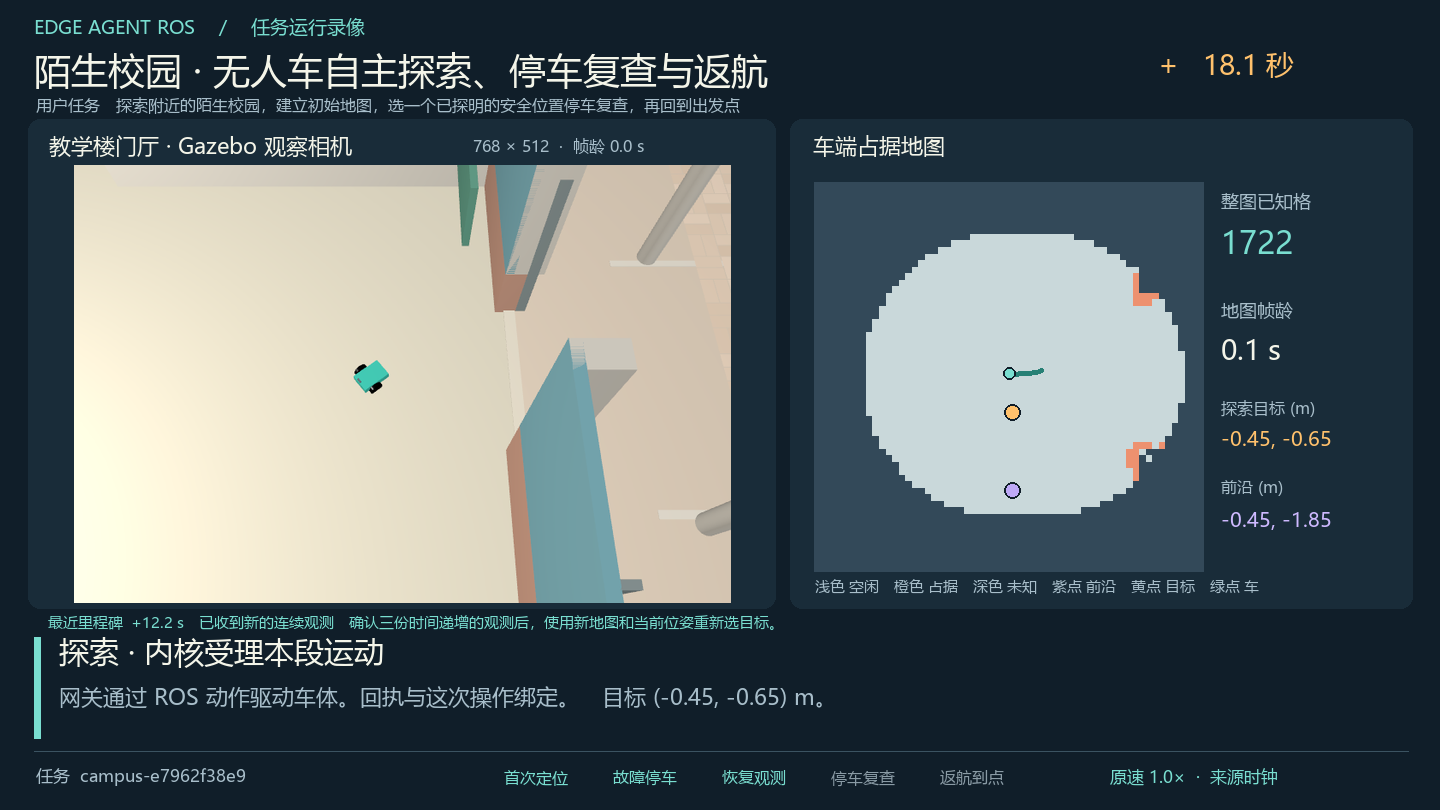 EDGE AGENT ROS / 任务运行录像
陌生校园 · 无人车自主探索、停车复查与返航
+ 18.1 秒
用户任务 探索附近的陌生校园，建立初始地图，选一个已探明的安全位置停车复查，再回到出发点
教学楼门厅 · Gazebo 观察相机 768 × 512 · 帧龄 0.0 s
车端占据地图
整图已知格
1722
地图帧龄
0.1 s
探索目标 (m)
-0.45, -0.65
前沿 (m)
-0.45, -1.85
浅色 空闲 橙色 占据 深色 未知 紫点 前沿 黄点 目标 绿点 车
最近里程碑 +12.2 s 已收到新的连续观测 确认三份时间递增的观测后，使用新地图和当前位姿重新选目标。
探索 · 内核受理本段运动
网关通过 ROS 动作驱动车体。回执与这次操作绑定。 目标 (-0.45, -0.65) m。
任务 campus-e7962f38e9
首次定位 故障停车 恢复观测 停车复查 返航到点
原速 1.0× · 来源时钟